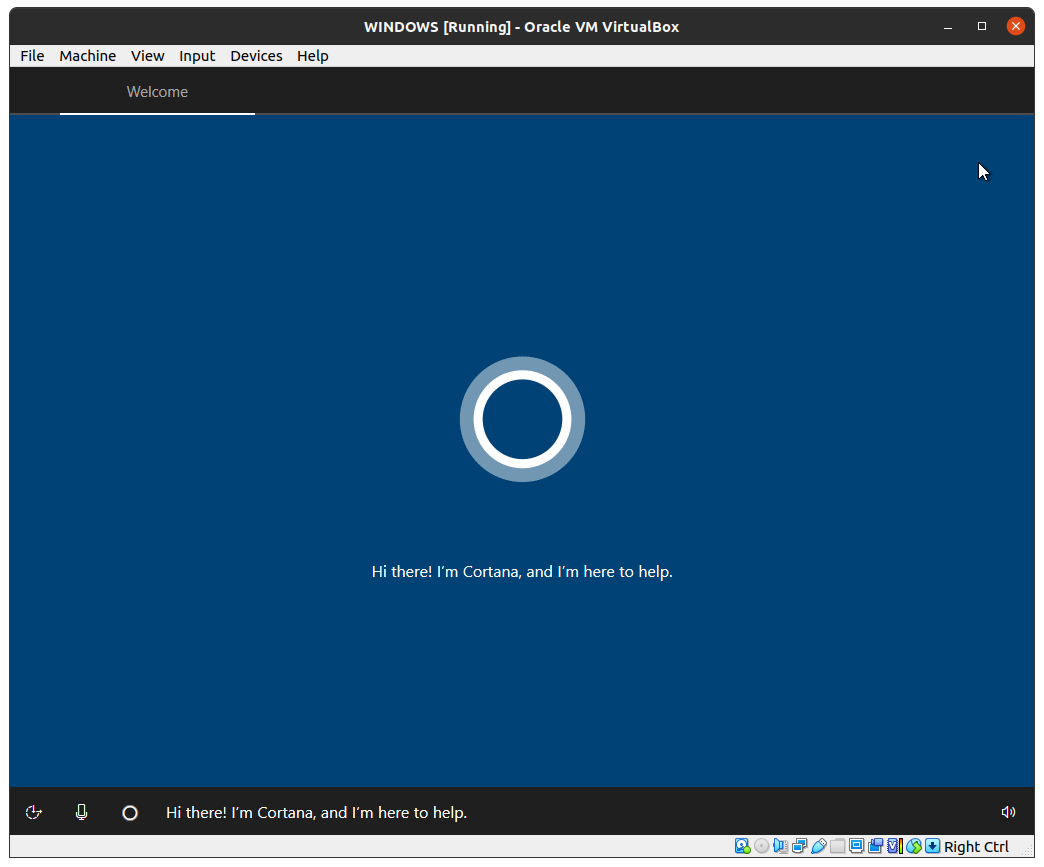 WINDOWS [Running] - Oracle VM VirtualBox
File Machine View Input Devices Help
Welcome
Hi there! I'm Cortana, and I'm here to help.
Hi there! I'm Cortana, and I'm here to help.
Right Ctrl